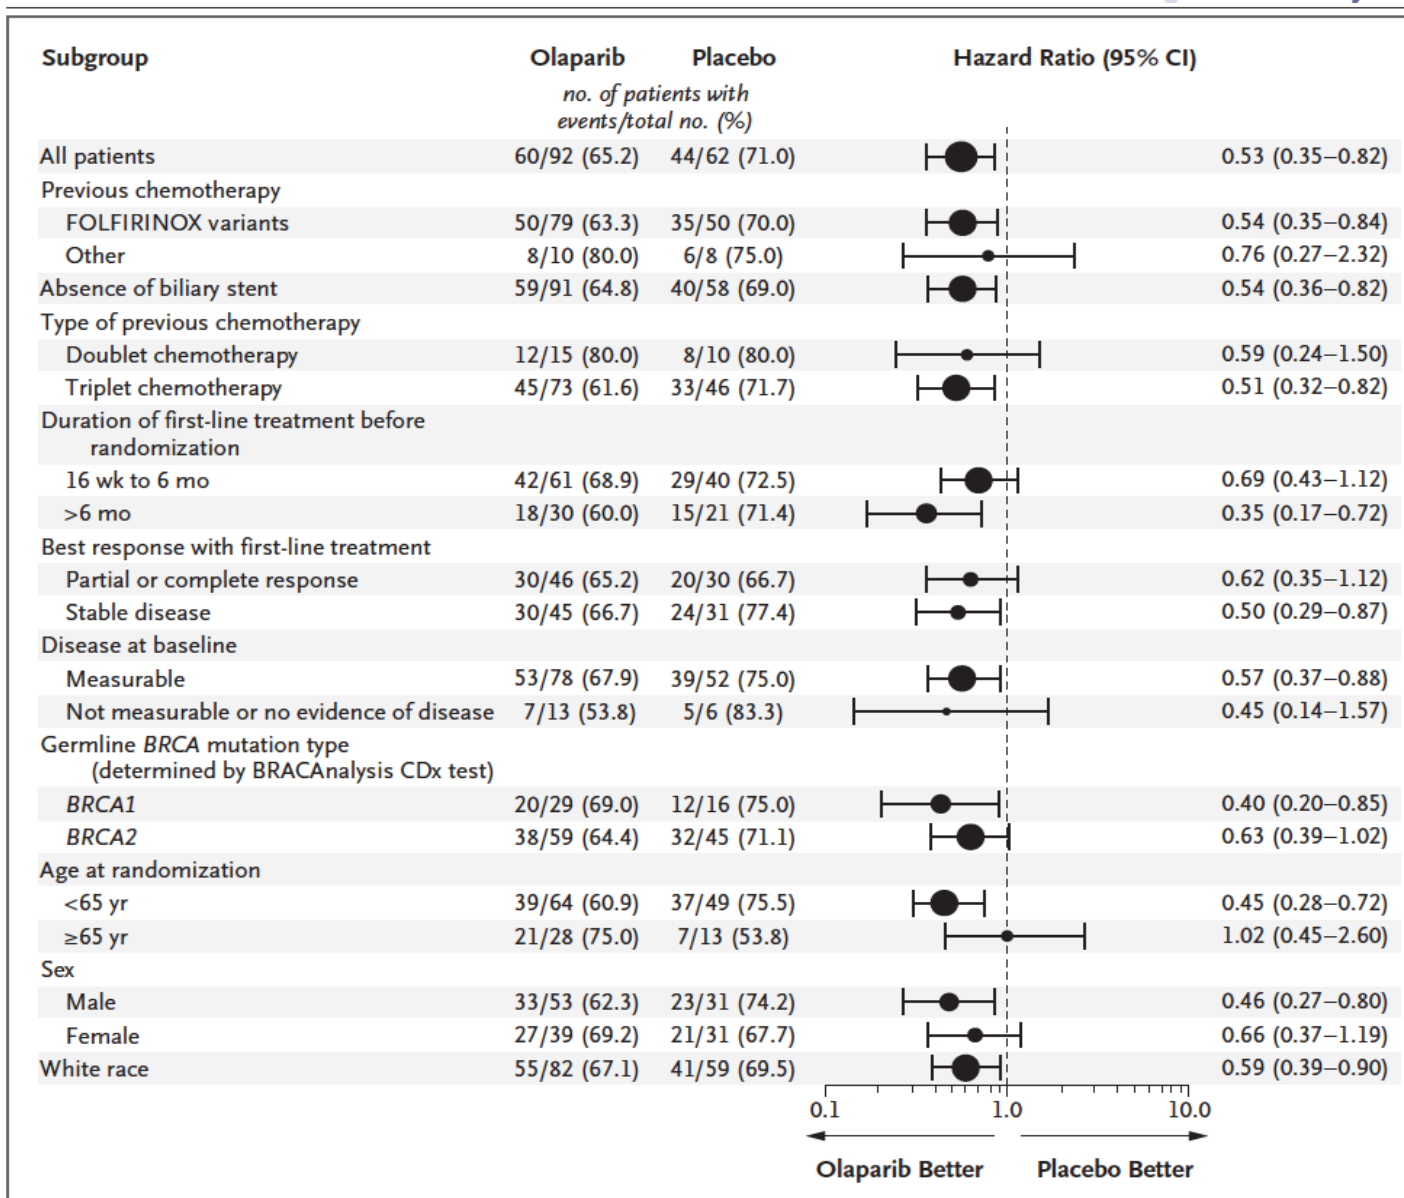 Subgroup Olaparib Placebo Hazard Ratio (95% CI)
no. of patients with
events/total no. (%)
All patients 60/92 (65.2) 44/62 (71.0) 0.53 (0.35–0.82)
Previous chemotherapy
FOLFIRINOX variants 50/79 (63.3) 35/50 (70.0) 0.54 (0.35–0.84)
Other 8/10 (80.0) 6/8 (75.0) 0.76 (0.27–2.32)
Absence of biliary stent 59/91 (64.8) 40/58 (69.0) 0.54 (0.36–0.82)
Type of previous chemotherapy
Doublet chemotherapy 12/15 (80.0) 8/10 (80.0) 0.59 (0.24–1.50)
Triplet chemotherapy 45/73 (61.6) 33/46 (71.7) 0.51 (0.32–0.82)
Duration of first-line treatment before
randomization
16 wk to 6 mo 42/61 (68.9) 29/40 (72.5) 0.69 (0.43–1.12)
>6 mo 18/30 (60.0) 15/21 (71.4) 0.35 (0.17–0.72)
Best response with first-line treatment
Partial or complete response 30/46 (65.2) 20/30 (66.7) 0.62 (0.35–1.12)
Stable disease 30/45 (66.7) 24/31 (77.4) 0.50 (0.29–0.87)
Disease at baseline
Measurable 53/78 (67.9) 39/52 (75.0) 0.57 (0.37–0.88)
Not measurable or no evidence of disease 7/13 (53.8) 5/6 (83.3) 0.45 (0.14–1.57)
Germline BRCA mutation type
(determined by BRACAnalysis CDx test)
BRCA1 20/29 (69.0) 12/16 (75.0) 0.40 (0.20–0.85)
BRCA2 38/59 (64.4) 32/45 (71.1) 0.63 (0.39–1.02)
Age at randomization
<65 yr 39/64 (60.9) 37/49 (75.5) 0.45 (0.28–0.72)
≥65 yr 21/28 (75.0) 7/13 (53.8) 1.02 (0.45–2.60)
Sex
Male 33/53 (62.3) 23/31 (74.2) 0.46 (0.27–0.80)
Female 27/39 (69.2) 21/31 (67.7) 0.66 (0.37–1.19)
White race 55/82 (67.1) 41/59 (69.5) 0.59 (0.39–0.90)
0.1 1.0 10.0
Olaparib Better Placebo Better